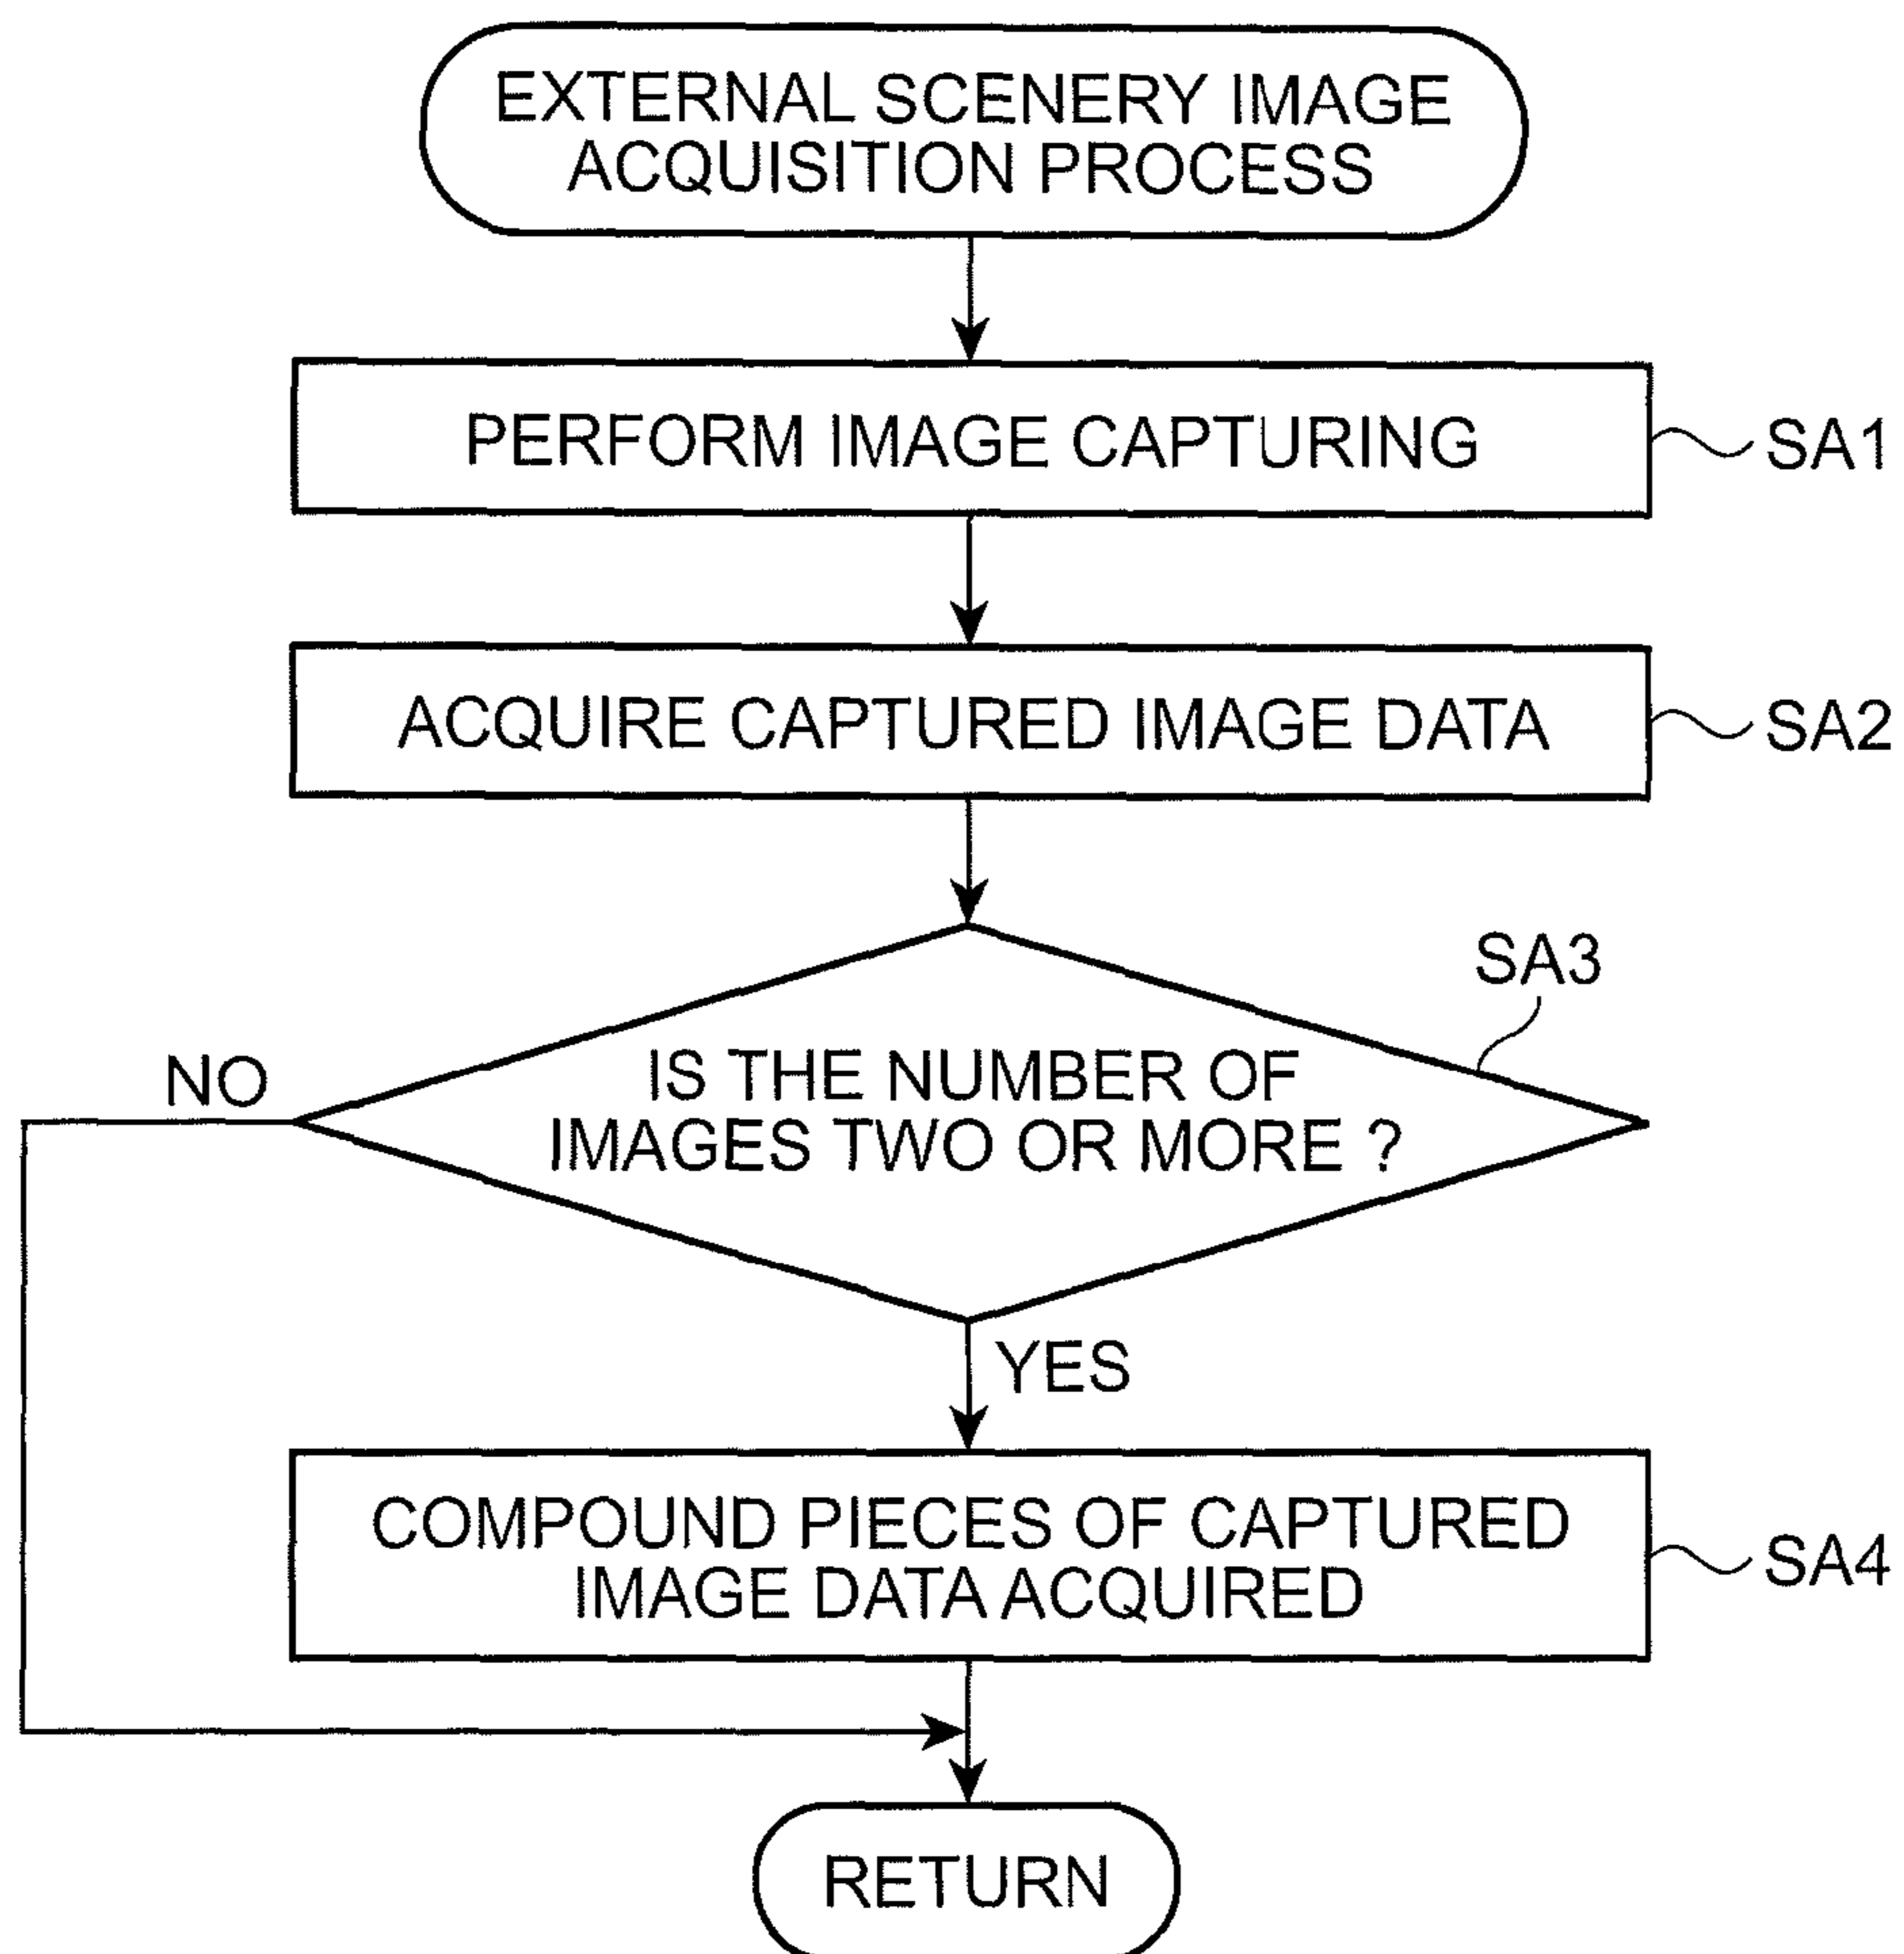 EXTERNAL SCENERY IMAGE
ACQUISITION PROCESS
PERFORM IMAGE CAPTURING
SA1
ACQUIRE CAPTURED IMAGE DATA
SA2
SA3
IS THE NUMBER OF
IMAGES TWO OR MORE ?
NO
YES
COMPOUND PIECES OF CAPTURED
IMAGE DATA ACQUIRED
SA4
RETURN